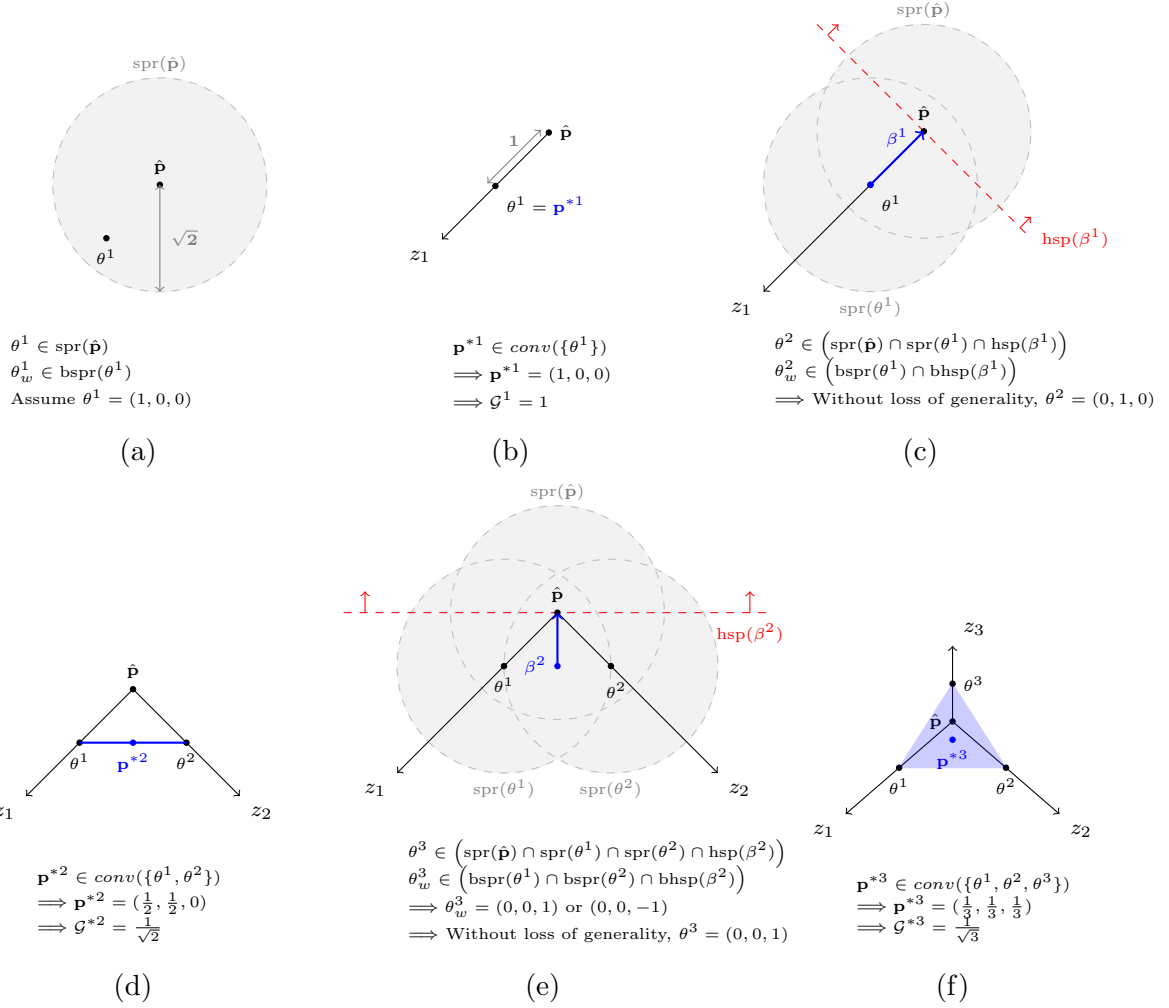 spr(p̂)
p̂
√2
θ¹
θ¹ ∈ spr(p̂)
θ¹_w ∈ bspr(θ¹)
Assume θ¹ = (1, 0, 0)
(a)
1
p̂
θ¹ = p*¹
z₁
p*¹ ∈ conv({θ¹})
⟹ p*¹ = (1, 0, 0)
⟹ 𝒢¹ = 1
(b)
spr(p̂)
p̂
β¹
θ¹
hsp(β¹)
z₁
spr(θ¹)
θ² ∈ (spr(p̂) ∩ spr(θ¹) ∩ hsp(β¹))
θ²_w ∈ (bspr(θ¹) ∩ bhsp(β¹))
⟹ Without loss of generality, θ² = (0, 1, 0)
(c)
p̂
θ¹
p*²
θ²
z₁
z₂
p*² ∈ conv({θ¹, θ²})
⟹ p*² = (1/2, 1/2, 0)
⟹ 𝒢*² = 1/√2
(d)
spr(p̂)
p̂
hsp(β²)
β²
θ¹
θ²
z₁
spr(θ¹)
spr(θ²)
z₂
θ³ ∈ (spr(p̂) ∩ spr(θ¹) ∩ spr(θ²) ∩ hsp(β²))
θ³_w ∈ (bspr(θ¹) ∩ bspr(θ²) ∩ bhsp(β²))
⟹ θ³_w = (0, 0, 1) or (0, 0, −1)
⟹ Without loss of generality, θ³ = (0, 0, 1)
(e)
z₃
θ³
p̂
p*³
θ¹
θ²
z₁
z₂
p*³ ∈ conv({θ¹, θ², θ³})
⟹ p*³ = (1/3, 1/3, 1/3)
⟹ 𝒢*³ = 1/√3
(f)